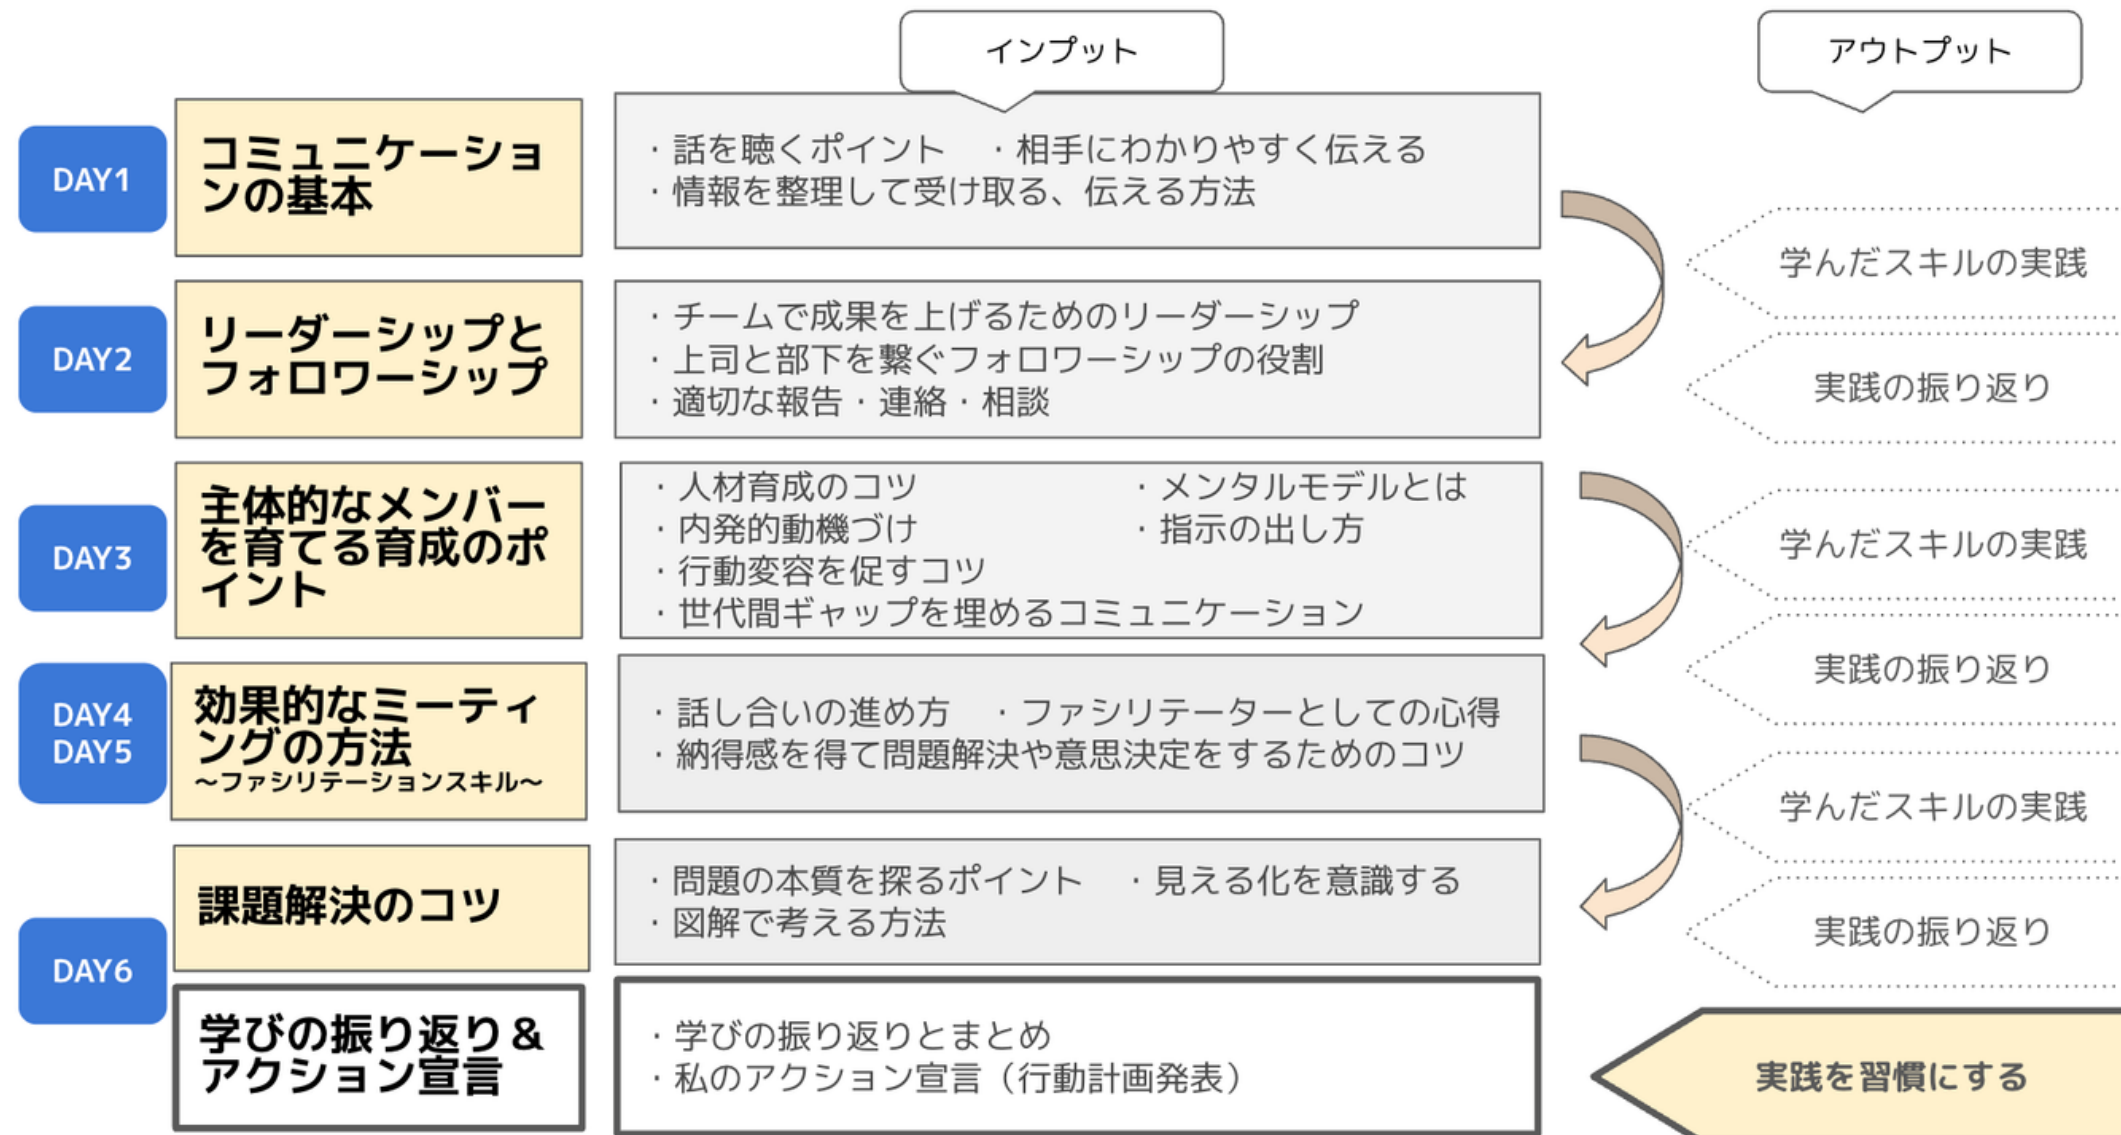 インプット
アウトプット
DAY1
コミュニケーショ
ンの基本
・話を聴くポイント　・相手にわかりやすく伝える
・情報を整理して受け取る、伝える方法
学んだスキルの実践
DAY2
リーダーシップと
フォロワーシップ
・チームで成果を上げるためのリーダーシップ
・上司と部下を繋ぐフォロワーシップの役割
・適切な報告・連絡・相談
実践の振り返り
DAY3
主体的なメンバー
を育てる育成のポ
イント
・人材育成のコツ　・メンタルモデルとは
・内発的動機づけ　・指示の出し方
・行動変容を促すコツ
・世代間ギャップを埋めるコミュニケーション
学んだスキルの実践
実践の振り返り
DAY4
DAY5
効果的なミーティ
ングの方法
～ファシリテーションスキル～
・話し合いの進め方　・ファシリテーターとしての心得
・納得感を得て問題解決や意思決定をするためのコツ
学んだスキルの実践
DAY6
課題解決のコツ
・問題の本質を探るポイント　・見える化を意識する
・図解で考える方法
実践の振り返り
学びの振り返り＆
アクション宣言
・学びの振り返りとまとめ
・私のアクション宣言（行動計画発表）
実践を習慣にする